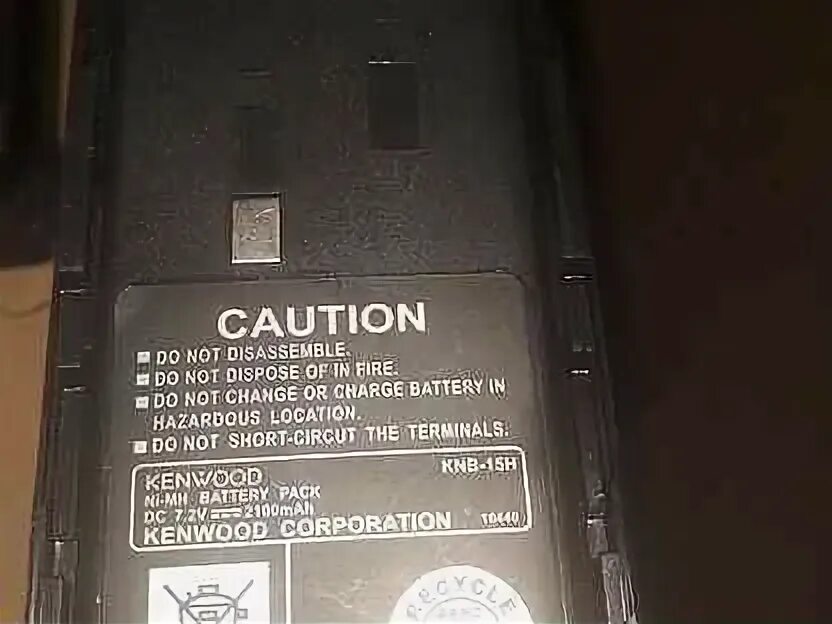 CAUTION
DO NOT DISASSEMBLE.
DO NOT DISPOSE OF IN FIRE.
DO NOT CHANGE OR CHARGE BATTERY IN
HAZARDOUS LOCATION.
DO NOT SHORT-CIRCUT THE TERMINALS.
KENWOOD KNB-15H
NI-MH BATTERY PACK
DC 7.2V 2100mAh
KENWOOD CORPORATION
RECYCLE